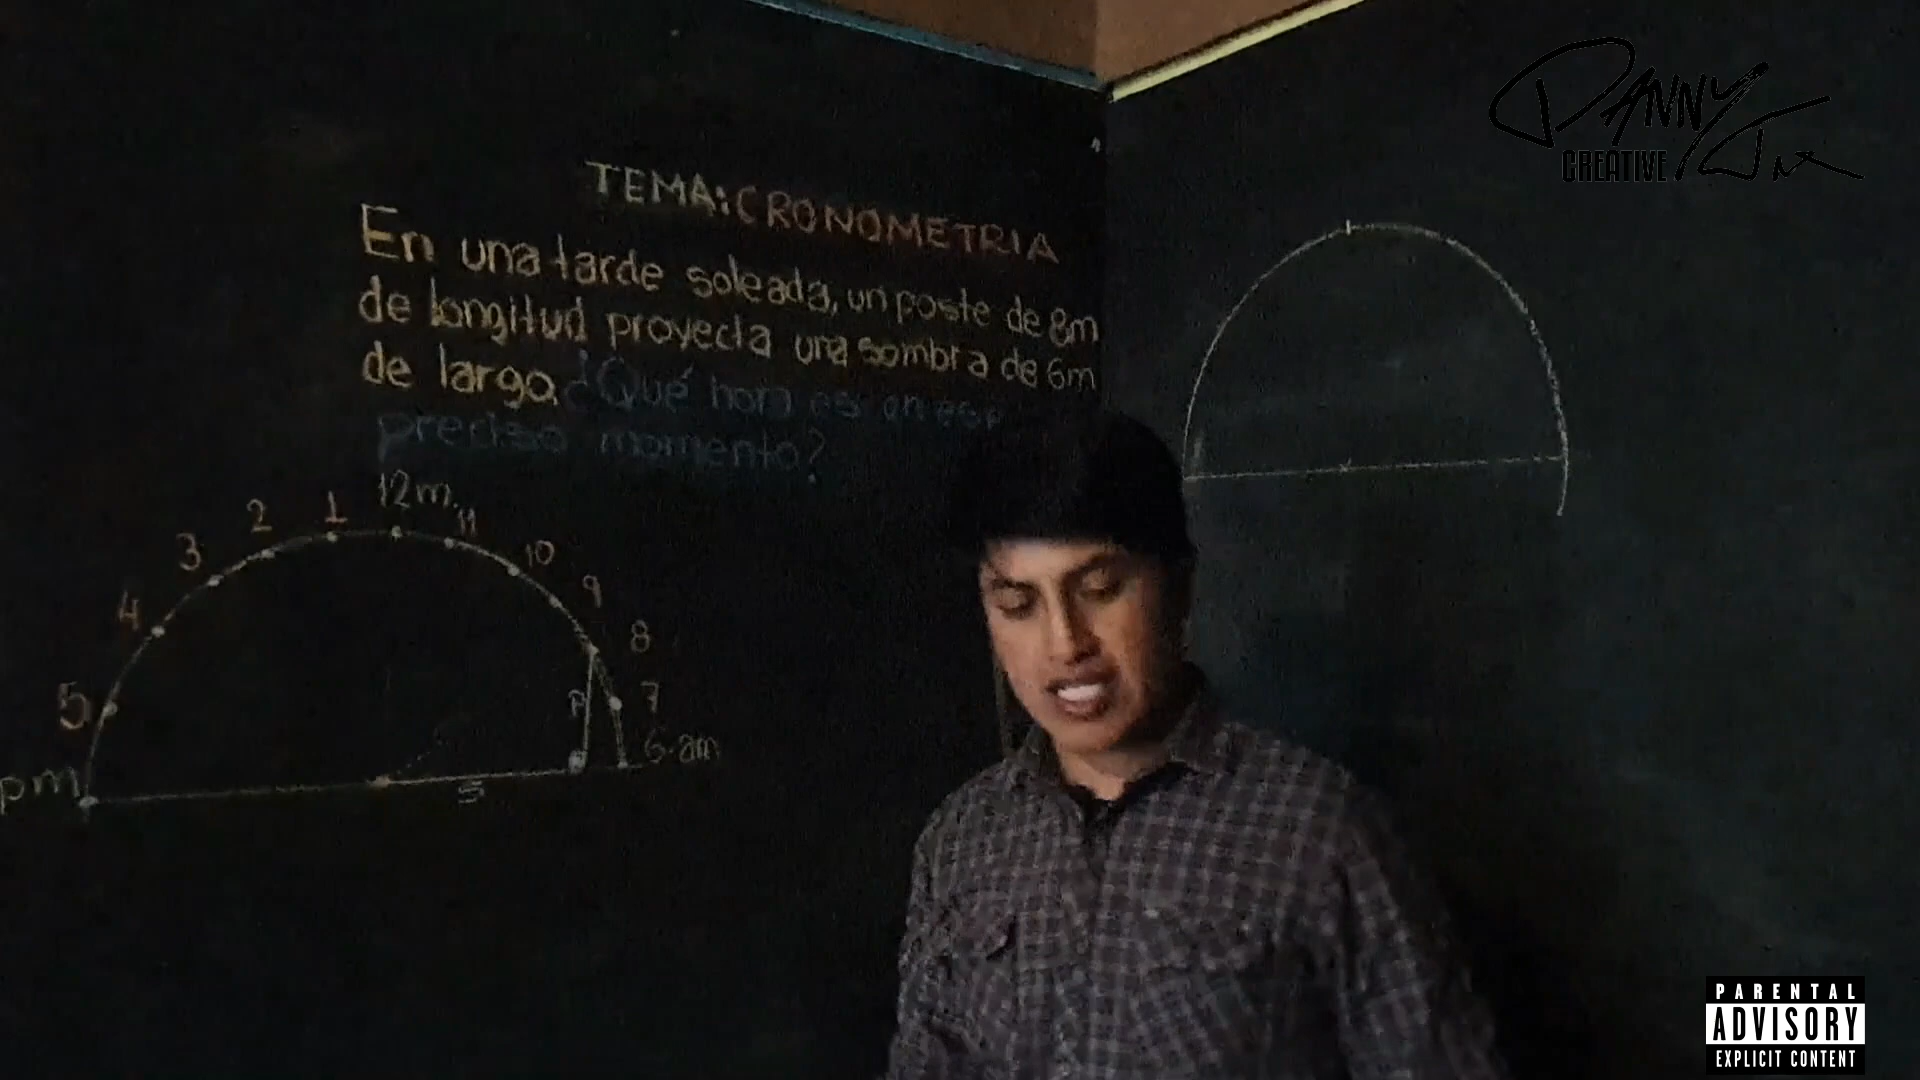 TEMA: CRONOMETRIA
En una tarde soleada, un poste de 8m
de longitud proyecta una sombra de 6m
de largo ¿Qué hora es en ese
preciso momento?
12m.
1
11
2
10
3
9
4
8
5
7
6 am
pm
P
S
DANNY Jnx
CREATIVE
PARENTAL
ADVISORY
EXPLICIT CONTENT